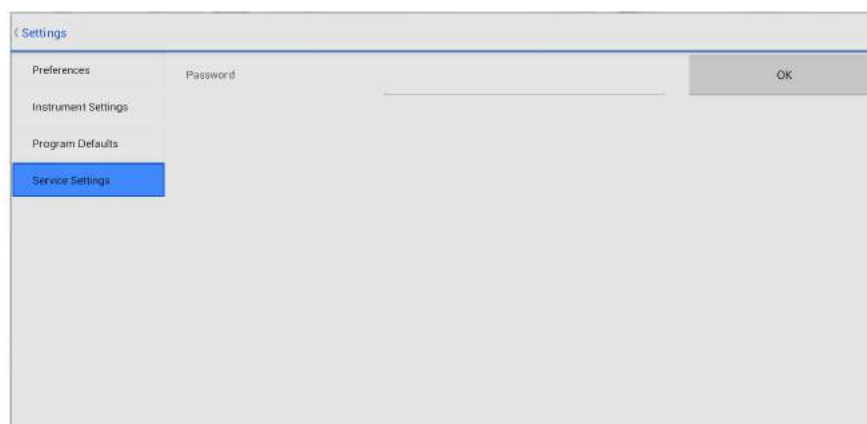 Settings
Preferences
Password
OK
Instrument Settings
Program Defaults
Service Settings